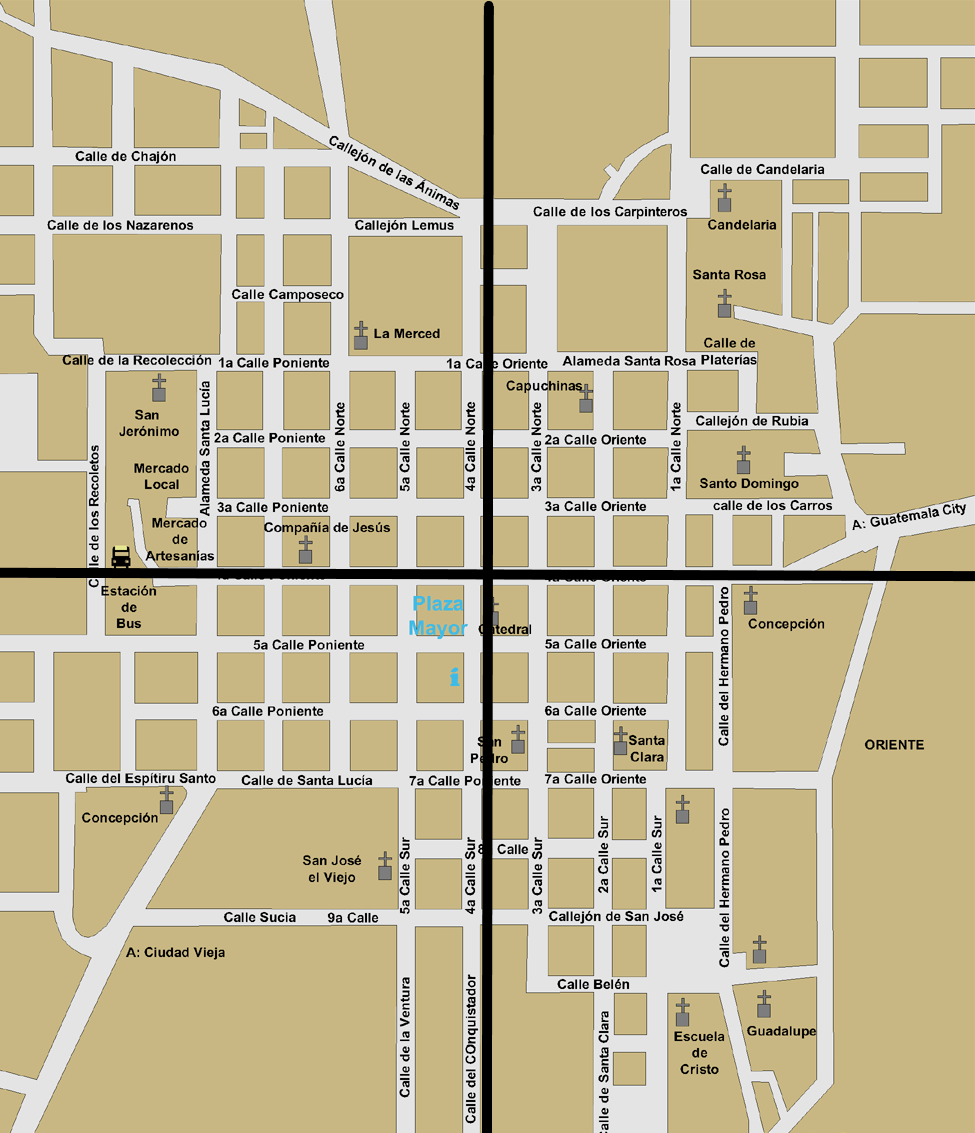 Callejón de las Ánimas
Calle de Chajón
Calle de Candelaria
Calle de los Carpinteros
Calle de los Nazarenos
Callejón Lemus
Candelaria
Santa Rosa
Calle Camposeco
La Merced
Calle de
Platerías
Calle de la Recolección
1a Calle Poniente
1a Calle Oriente
Alameda Santa Rosa
Capuchinas
San
Jerónimo
Alameda Santa Lucía
6a Calle Norte
5a Calle Norte
4a Calle Norte
3a Calle Norte
1a Calle Norte
Callejón de Rubia
2a Calle Poniente
2a Calle Oriente
Mercado
Local
Santo Domingo
Calle de los Recoletos
3a Calle Poniente
3a Calle Oriente
calle de los Carros
A: Guatemala City
Mercado
de
Artesanías
Compañía de Jesús
Estación
de
Bus
Plaza
Mayor
Catedral
Concepción
5a Calle Poniente
5a Calle Oriente
Calle del Hermano Pedro
i
6a Calle Poniente
6a Calle Oriente
San
Pedro
Santa
Clara
ORIENTE
Calle del Espítiru Santo
Calle de Santa Lucía
7a Calle Poniente
7a Calle Oriente
Concepción
San José
el Viejo
5a Calle Sur
4a Calle Sur
8 Calle
3a Calle Sur
2a Calle Sur
1a Calle Sur
Calle del Hermano Pedro
Calle Sucia
9a Calle
Callejón de San José
A: Ciudad Vieja
Calle Belén
Calle de la Ventura
Calle del COnquistador
Calle de Santa Clara
Escuela
de
Cristo
Guadalupe